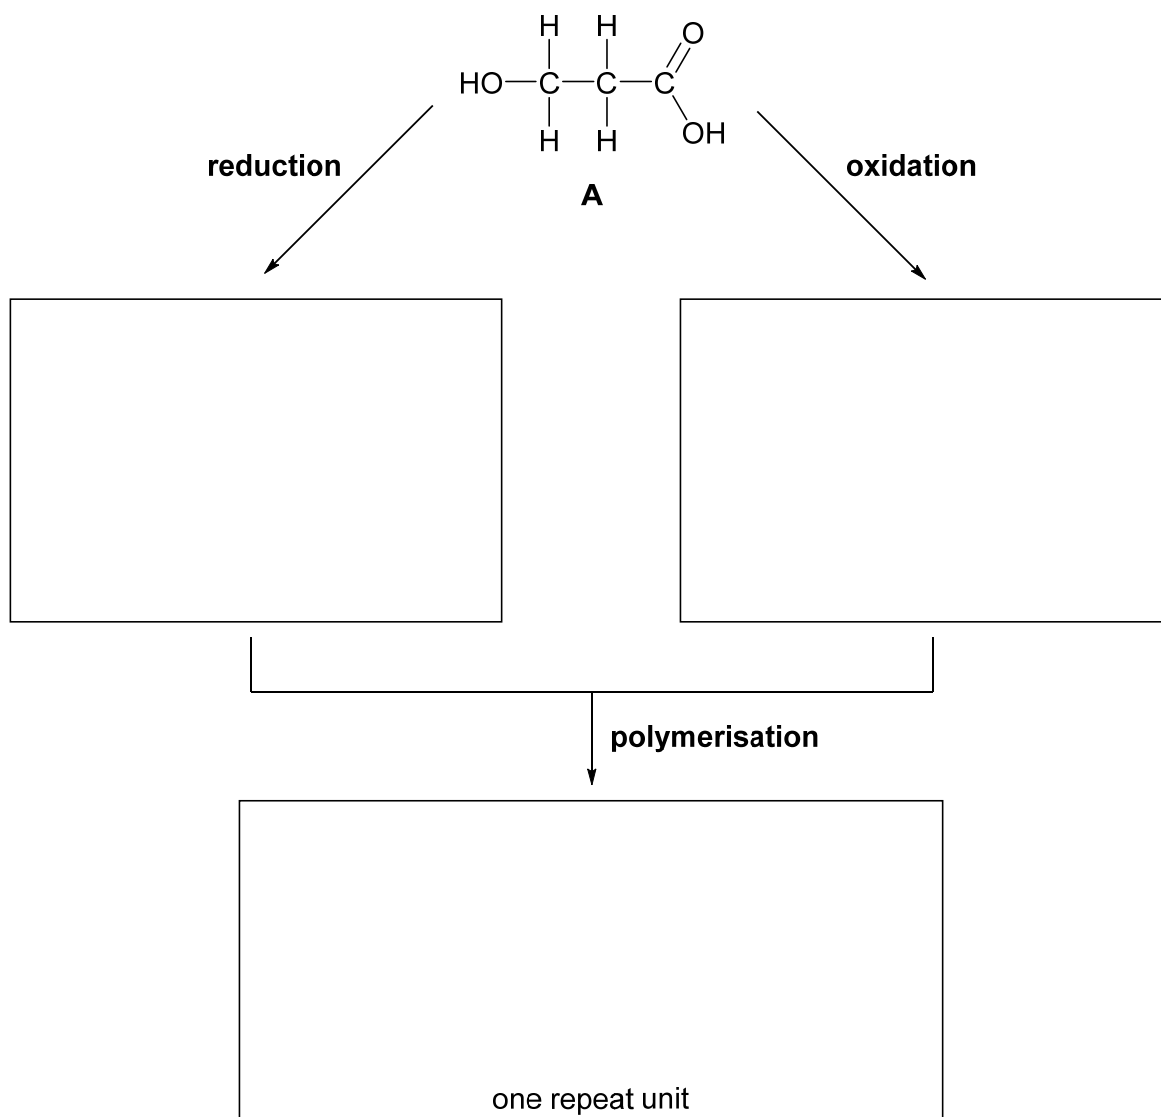 H H O
HO C C C
H H OH
reduction
oxidation
A
polymerisation
one repeat unit